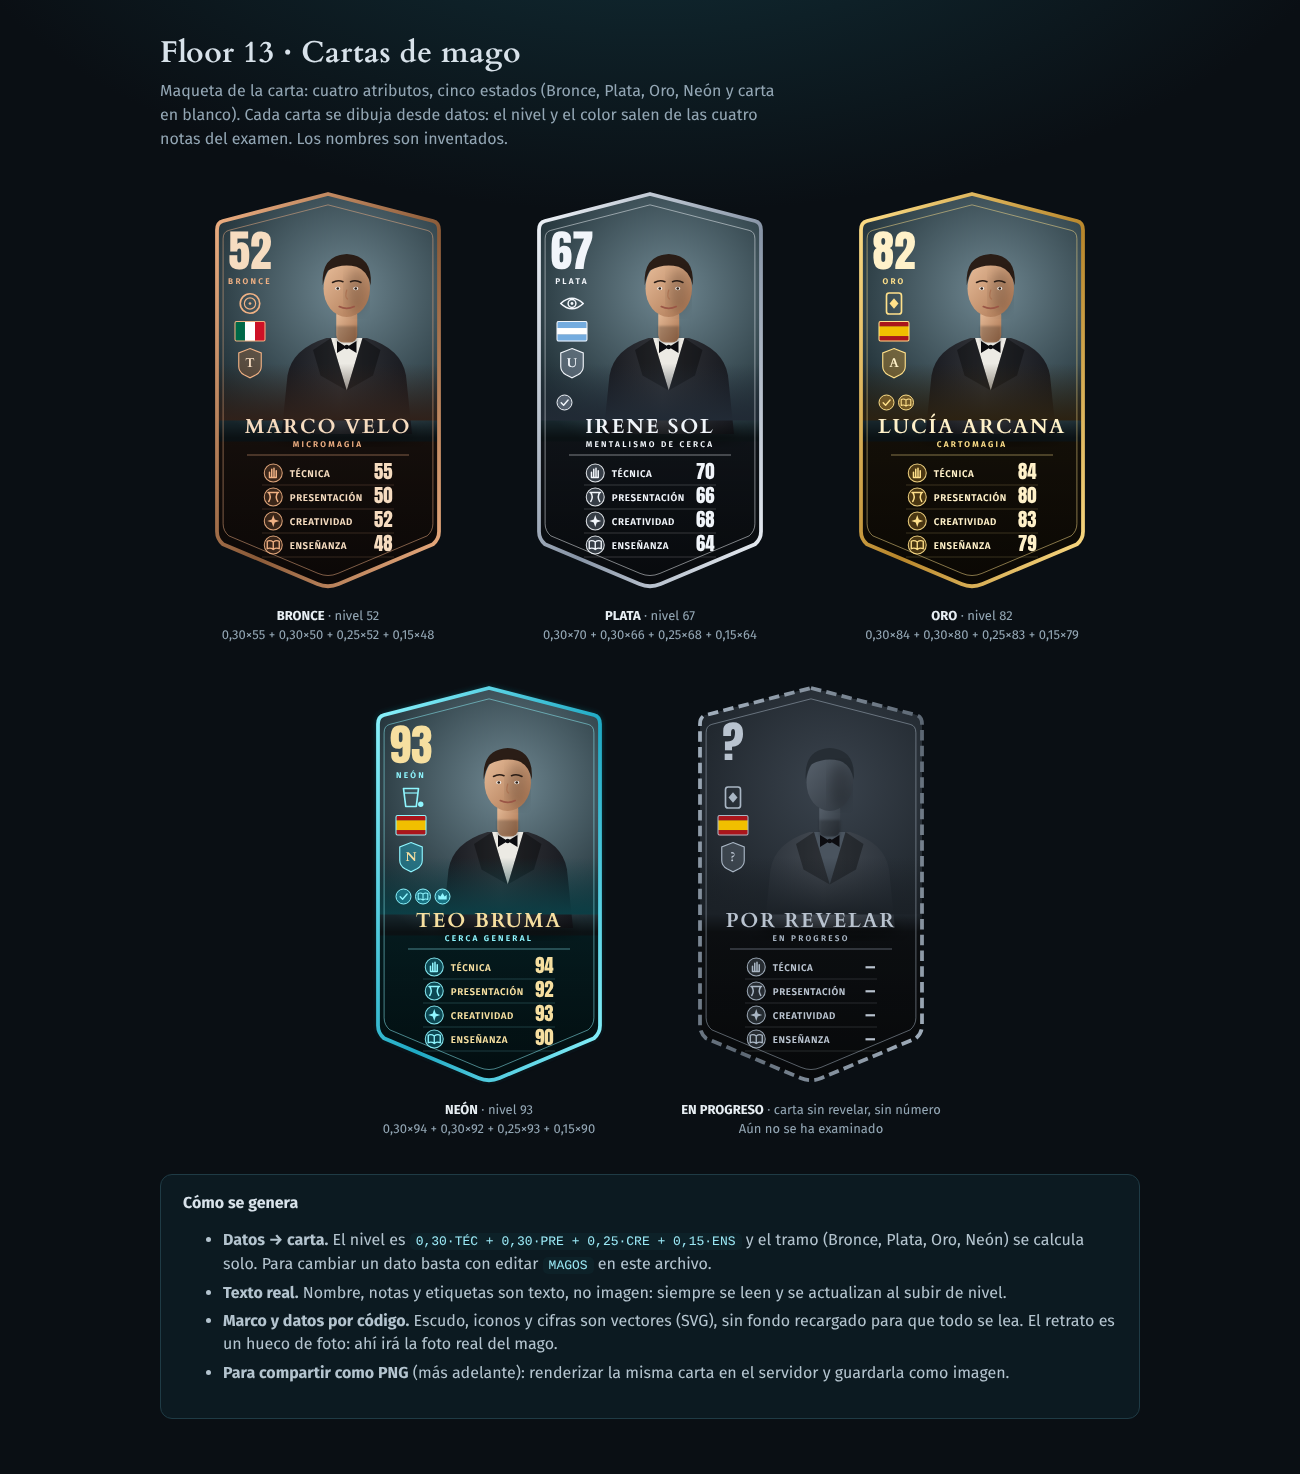 Floor 13 · Cartas de mago
Maqueta de la carta: cuatro atributos, cinco estados (Bronce, Plata, Oro, Neón y carta
en blanco). Cada carta se dibuja desde datos: el nivel y el color salen de las cuatro
notas del examen. Los nombres son inventados.
52
BRONCE
T
MARCO VELO
MICROMAGIA
TÉCNICA 55
PRESENTACIÓN 50
CREATIVIDAD 52
ENSEÑANZA 48
BRONCE · nivel 52
0,30×55 + 0,30×50 + 0,25×52 + 0,15×48
67
PLATA
U
IRENE SOL
MENTALISMO DE CERCA
TÉCNICA 70
PRESENTACIÓN 66
CREATIVIDAD 68
ENSEÑANZA 64
PLATA · nivel 67
0,30×70 + 0,30×66 + 0,25×68 + 0,15×64
82
ORO
A
LUCÍA ARCANA
CARTOMAGIA
TÉCNICA 84
PRESENTACIÓN 80
CREATIVIDAD 83
ENSEÑANZA 79
ORO · nivel 82
0,30×84 + 0,30×80 + 0,25×83 + 0,15×79
93
NEÓN
N
TEO BRUMA
CERCA GENERAL
TÉCNICA 94
PRESENTACIÓN 92
CREATIVIDAD 93
ENSEÑANZA 90
NEÓN · nivel 93
0,30×94 + 0,30×92 + 0,25×93 + 0,15×90
?
?
POR REVELAR
EN PROGRESO
TÉCNICA –
PRESENTACIÓN –
CREATIVIDAD –
ENSEÑANZA –
EN PROGRESO · carta sin revelar, sin número
Aún no se ha examinado
Cómo se genera
• Datos → carta. El nivel es 0,30·TÉC + 0,30·PRE + 0,25·CRE + 0,15·ENS y el tramo (Bronce, Plata, Oro, Neón) se calcula
solo. Para cambiar un dato basta con editar MAGOS en este archivo.
• Texto real. Nombre, notas y etiquetas son texto, no imagen: siempre se leen y se actualizan al subir de nivel.
• Marco y datos por código. Escudo, iconos y cifras son vectores (SVG), sin fondo recargado para que todo se lea. El retrato es
un hueco de foto: ahí irá la foto real del mago.
• Para compartir como PNG (más adelante): renderizar la misma carta en el servidor y guardarla como imagen.